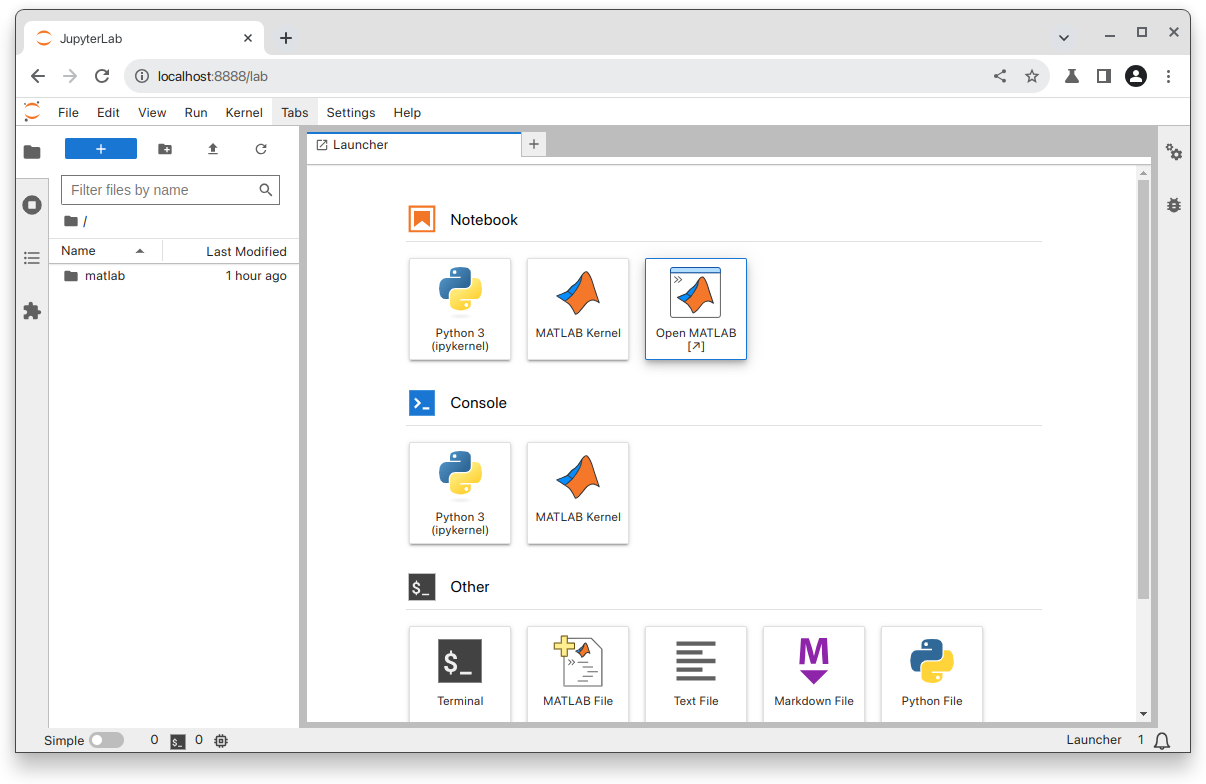 JupyterLab
localhost:8888/lab
File Edit View Run Kernel Tabs Settings Help
+
Launcher
Filter files by name
/
Name Last Modified
matlab 1 hour ago
Notebook
Python 3
(ipykernel)
MATLAB Kernel
Open MATLAB
[↗]
Console
Python 3
(ipykernel)
MATLAB Kernel
$_ Other
$_
Terminal
MATLAB File
Text File
M
Markdown File
Python File
Simple 0 $_ 0 Launcher 1